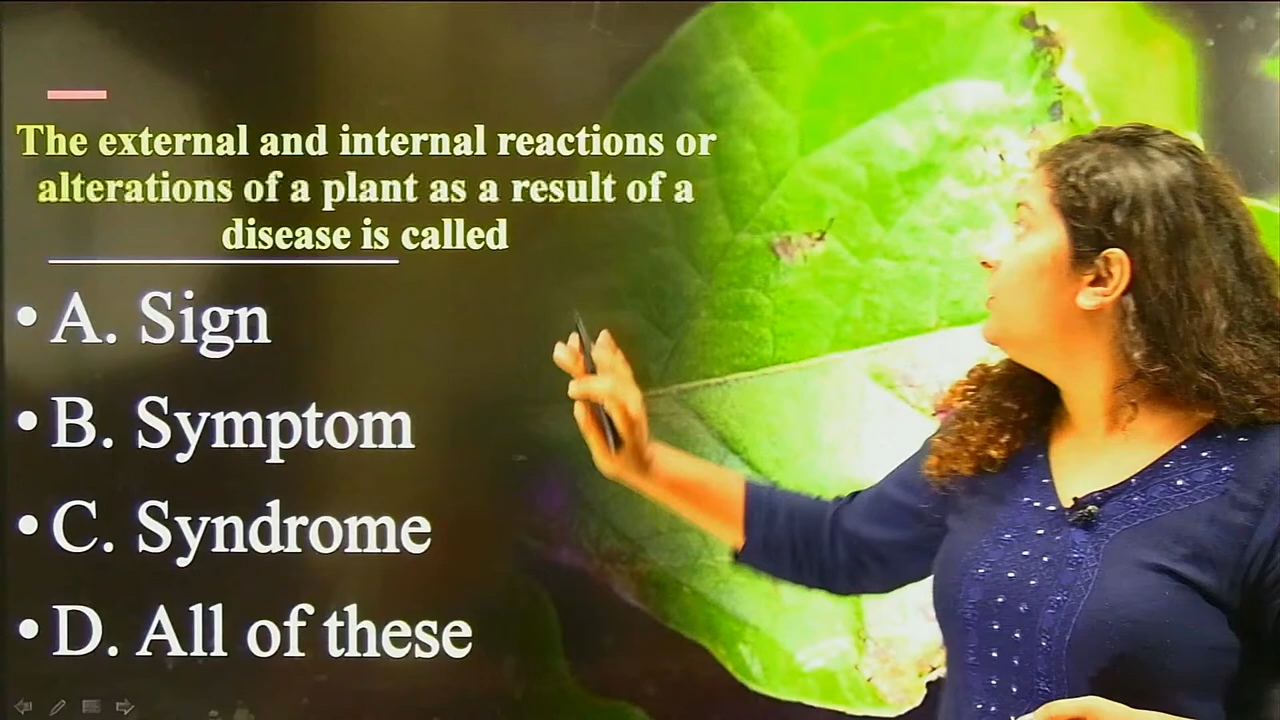 The external and internal reactions or
alterations of a plant as a result of a
disease is called
• A. Sign
• B. Symptom
• C. Syndrome
• D. All of these